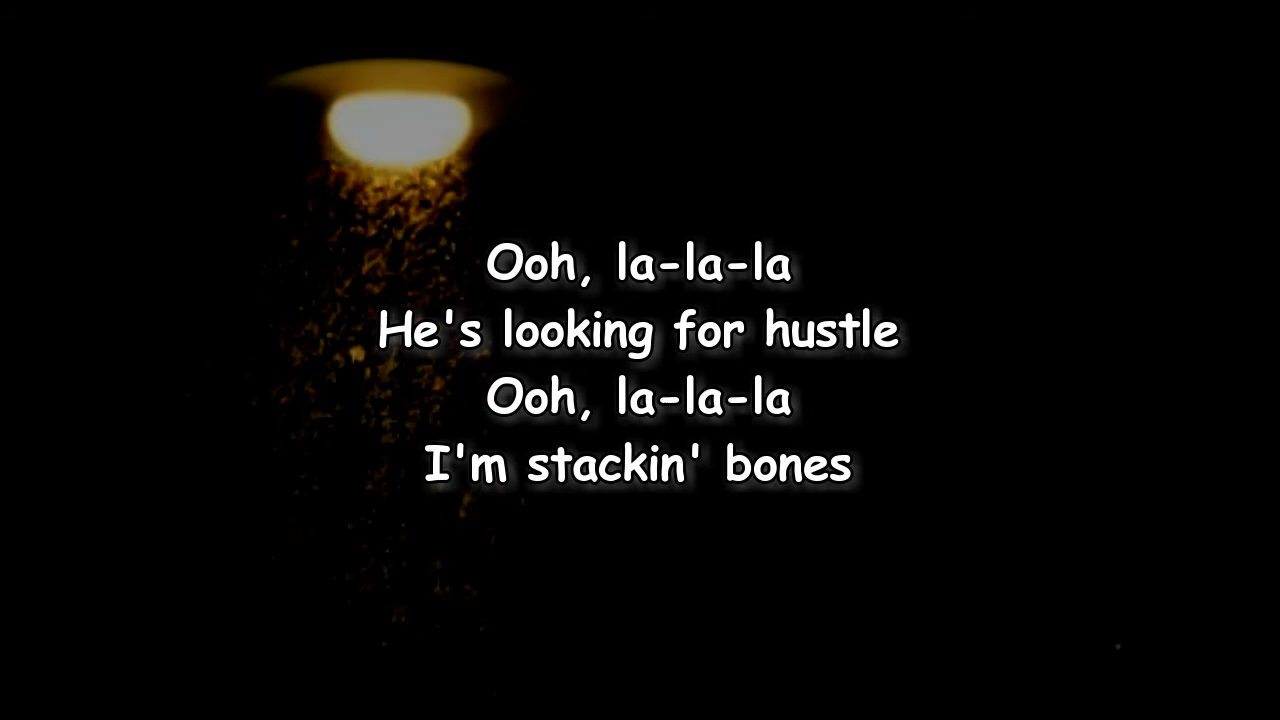 Ooh, la-la-la
He's looking for hustle
Ooh, la-la-la
I'm stackin' bones